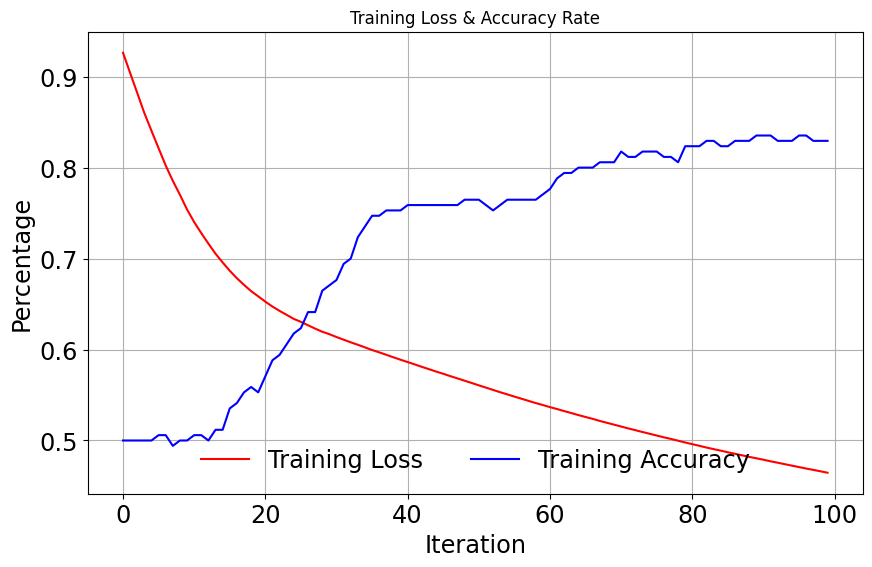 Training Loss & Accuracy Rate
Percentage
0.9
0.8
0.7
0.6
0.5
Training Loss Training Accuracy
0 20 40 60 80 100
Iteration